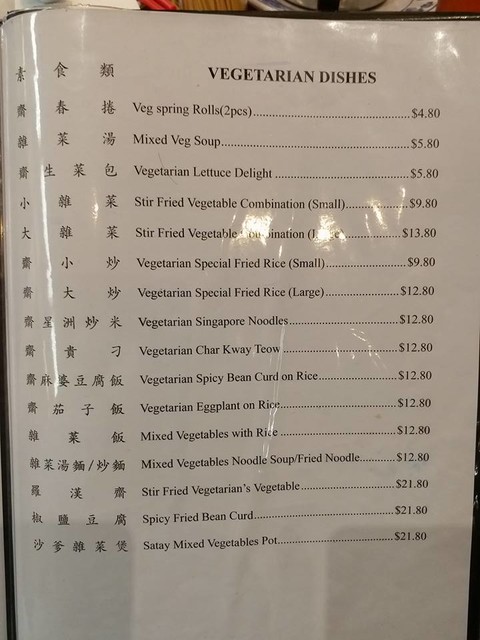 素食類 VEGETARIAN DISHES
齋春捲 Veg spring Rolls(2pcs)..............................$4.80
雜菜湯 Mixed Veg Soup..............................$5.80
齋生菜包 Vegetarian Lettuce Delight ..............................$5.80
小雜菜 Stir Fried Vegetable Combination (Small)....................$9.80
大雜菜 Stir Fried Vegetable Combination (Large)....................$13.80
齋小炒 Vegetarian Special Fried Rice (Small)....................$9.80
齋大炒 Vegetarian Special Fried Rice (Large)....................$12.80
齋星洲炒米 Vegetarian Singapore Noodles..............................$12.80
齋貴刁 Vegetarian Char Kway Teow ..............................$12.80
齋麻婆豆腐飯 Vegetarian Spicy Bean Curd on Rice....................$12.80
齋茄子飯 Vegetarian Eggplant on Rice..............................$12.80
雜菜飯 Mixed Vegetables with Rice ..............................$12.80
雜菜湯麵/炒麵 Mixed Vegetables Noodle Soup/Fried Noodle..........$12.80
羅漢齋 Stir Fried Vegetarian's Vegetable....................$21.80
椒鹽豆腐 Spicy Fried Bean Curd..............................$21.80
沙爹雜菜煲 Satay Mixed Vegetables Pot..............................$21.80